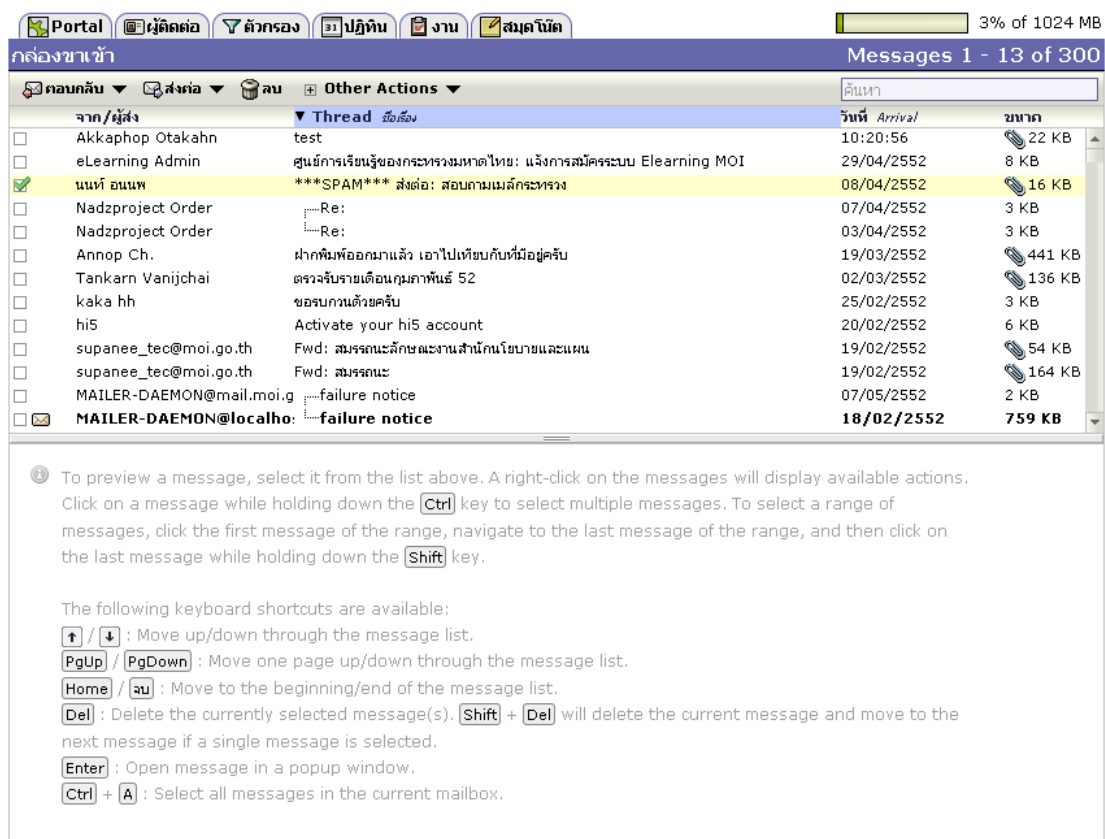 Portal ผู้ติดต่อ ตัวกรอง 31 ปฏิทิน งาน สมุดโน๊ต 3% of 1024 MB
กล่องขาเข้า Messages 1 - 13 of 300
ตอบกลับ ▼ ส่งต่อ ▼ ลบ Other Actions ▼ ค้นหา
จาก/ผู้ส่ง ▼ Thread ชื่อเรื่อง วันที่ Arrival ขนาด
Akkaphop Otakahn test 10:20:56 22 KB
eLearning Admin ศูนย์การเรียนรู้ของกระทรวงมหาดไทย: แจ้งการสมัครระบบ Elearning MOI 29/04/2552 8 KB
นนท์ อนนพ ***SPAM*** ส่งต่อ: สอบถามเมล์กระทรวง 08/04/2552 16 KB
Nadzproject Order Re: 07/04/2552 3 KB
Nadzproject Order Re: 03/04/2552 3 KB
Annop Ch. ฝากพิมพ์ออกมาแล้ว เอาไปเทียบกับที่มีอยู่ครับ 19/03/2552 441 KB
Tankarn Vanijchai ตรวจรับรายเดือนกุมภาพันธ์ 52 02/03/2552 136 KB
kaka hh ขอรบกวนด้วยครับ 25/02/2552 3 KB
hi5 Activate your hi5 account 20/02/2552 6 KB
supanee_tec@moi.go.th Fwd: สมรรถนะลักษณะงานสำนักนโยบายและแผน 19/02/2552 54 KB
supanee_tec@moi.go.th Fwd: สมรรถนะ 19/02/2552 164 KB
MAILER-DAEMON@mail.moi.g failure notice 07/05/2552 2 KB
MAILER-DAEMON@localho: failure notice 18/02/2552 759 KB
To preview a message, select it from the list above. A right-click on the messages will display available actions.
Click on a message while holding down the Ctrl key to select multiple messages. To select a range of
messages, click the first message of the range, navigate to the last message of the range, and then click on
the last message while holding down the Shift key.
The following keyboard shortcuts are available:
↑ / ↓ : Move up/down through the message list.
PgUp / PgDown : Move one page up/down through the message list.
Home / จบ : Move to the beginning/end of the message list.
Del : Delete the currently selected message(s). Shift + Del will delete the current message and move to the
next message if a single message is selected.
Enter : Open message in a popup window.
Ctrl + A : Select all messages in the current mailbox.